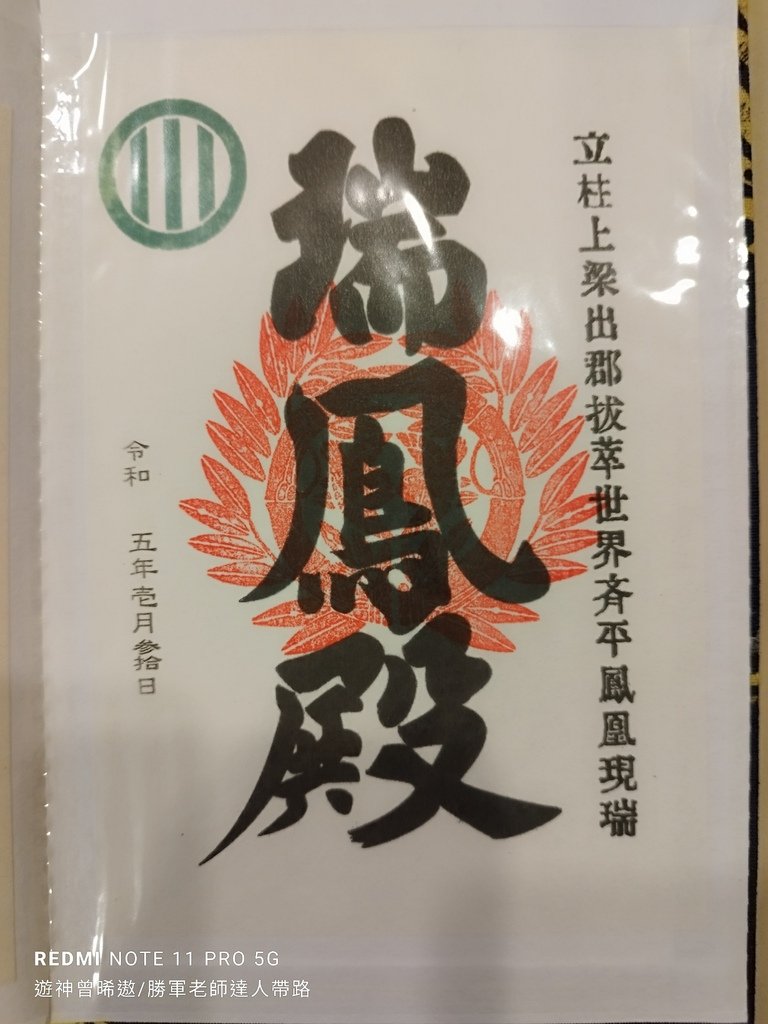 立柱上梁出郡拔萃世界斉平鳳凰現瑞
瑞鳳殿
令和 五年壱月参拾日
REDMI NOTE 11 PRO 5G
遊神曾晞遨/勝軍老師達人帶路